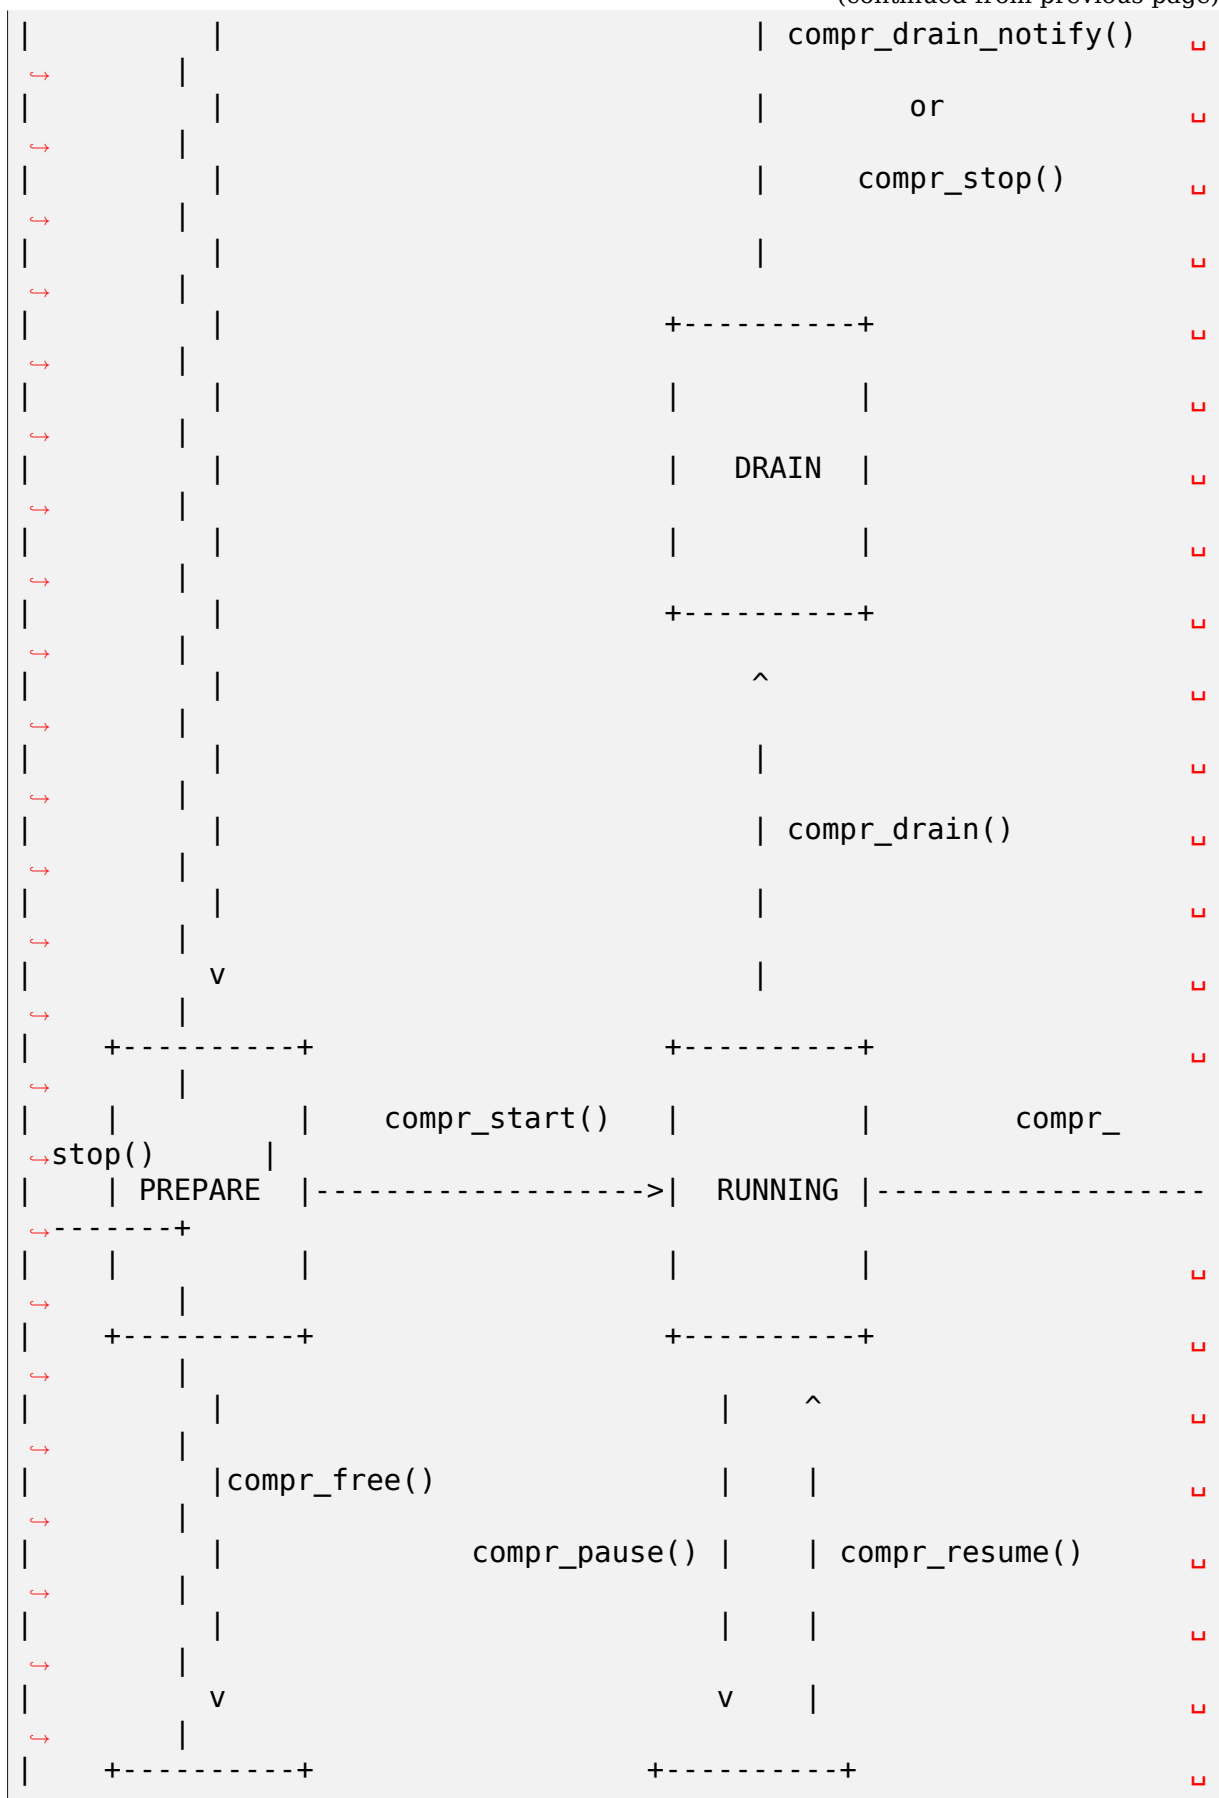 (continued from previous page)
|           |                              | compr_drain_notify()   ␣
↪        |
|           |                              |        or              ␣
↪        |
|           |                              |     compr_stop()       ␣
↪        |
|           |                              |                        ␣
↪        |
|           |                         +----------+                  ␣
↪        |
|           |                         |          |                  ␣
↪        |
|           |                         |   DRAIN  |                  ␣
↪        |
|           |                         |          |                  ␣
↪        |
|           |                         +----------+                  ␣
↪        |
|           |                              ^                        ␣
↪        |
|           |                              |                        ␣
↪        |
|           |                              | compr_drain()          ␣
↪        |
|           |                              |                        ␣
↪        |
|           v                              |                        ␣
↪        |
|    +----------+                     +----------+                  ␣
↪        |
|    |          |    compr_start()    |          |        compr_
↪stop()      |
|    | PREPARE  |------------------->|  RUNNING |-------------------
↪-------+
|    |          |                     |          |                  ␣
↪        |
|    +----------+                     +----------+                  ␣
↪        |
|           |                            |    ^                     ␣
↪        |
|           |compr_free()                |    |                     ␣
↪        |
|           |              compr_pause() |    | compr_resume()      ␣
↪        |
|           |                            |    |                     ␣
↪        |
|           v                            v    |                     ␣
↪        |
|    +----------+                    +----------+                   ␣